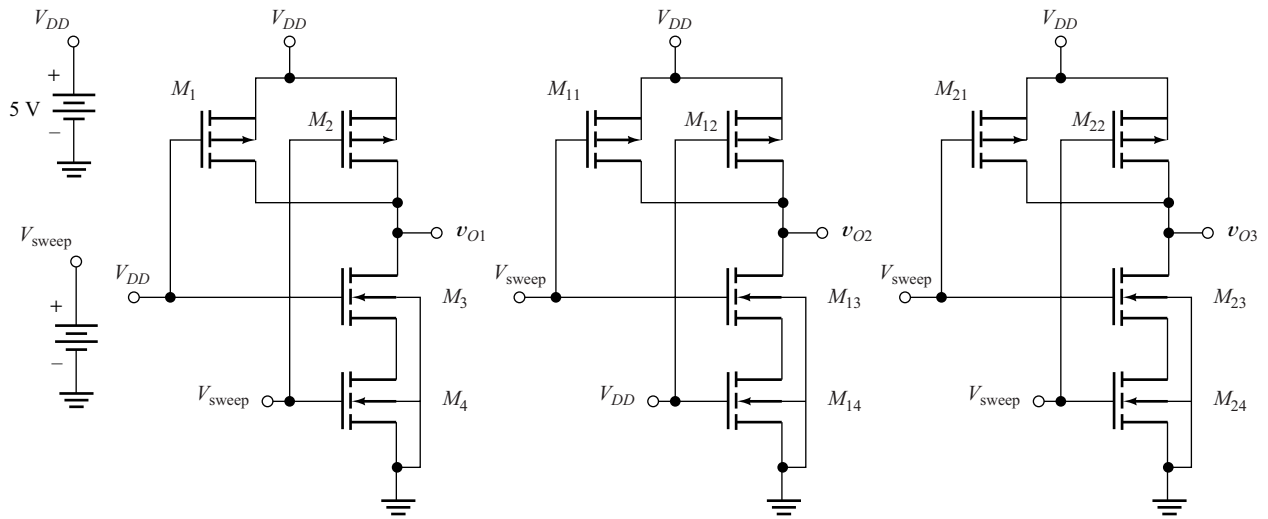 V_DD
+
5 V
−
V_sweep
+
−
V_DD
M_1
M_2
V_DD
M_3
V_sweep
M_4
v_O1
V_DD
M_11
M_12
V_sweep
M_13
V_DD
M_14
v_O2
V_DD
M_21
M_22
V_sweep
M_23
V_sweep
M_24
v_O3